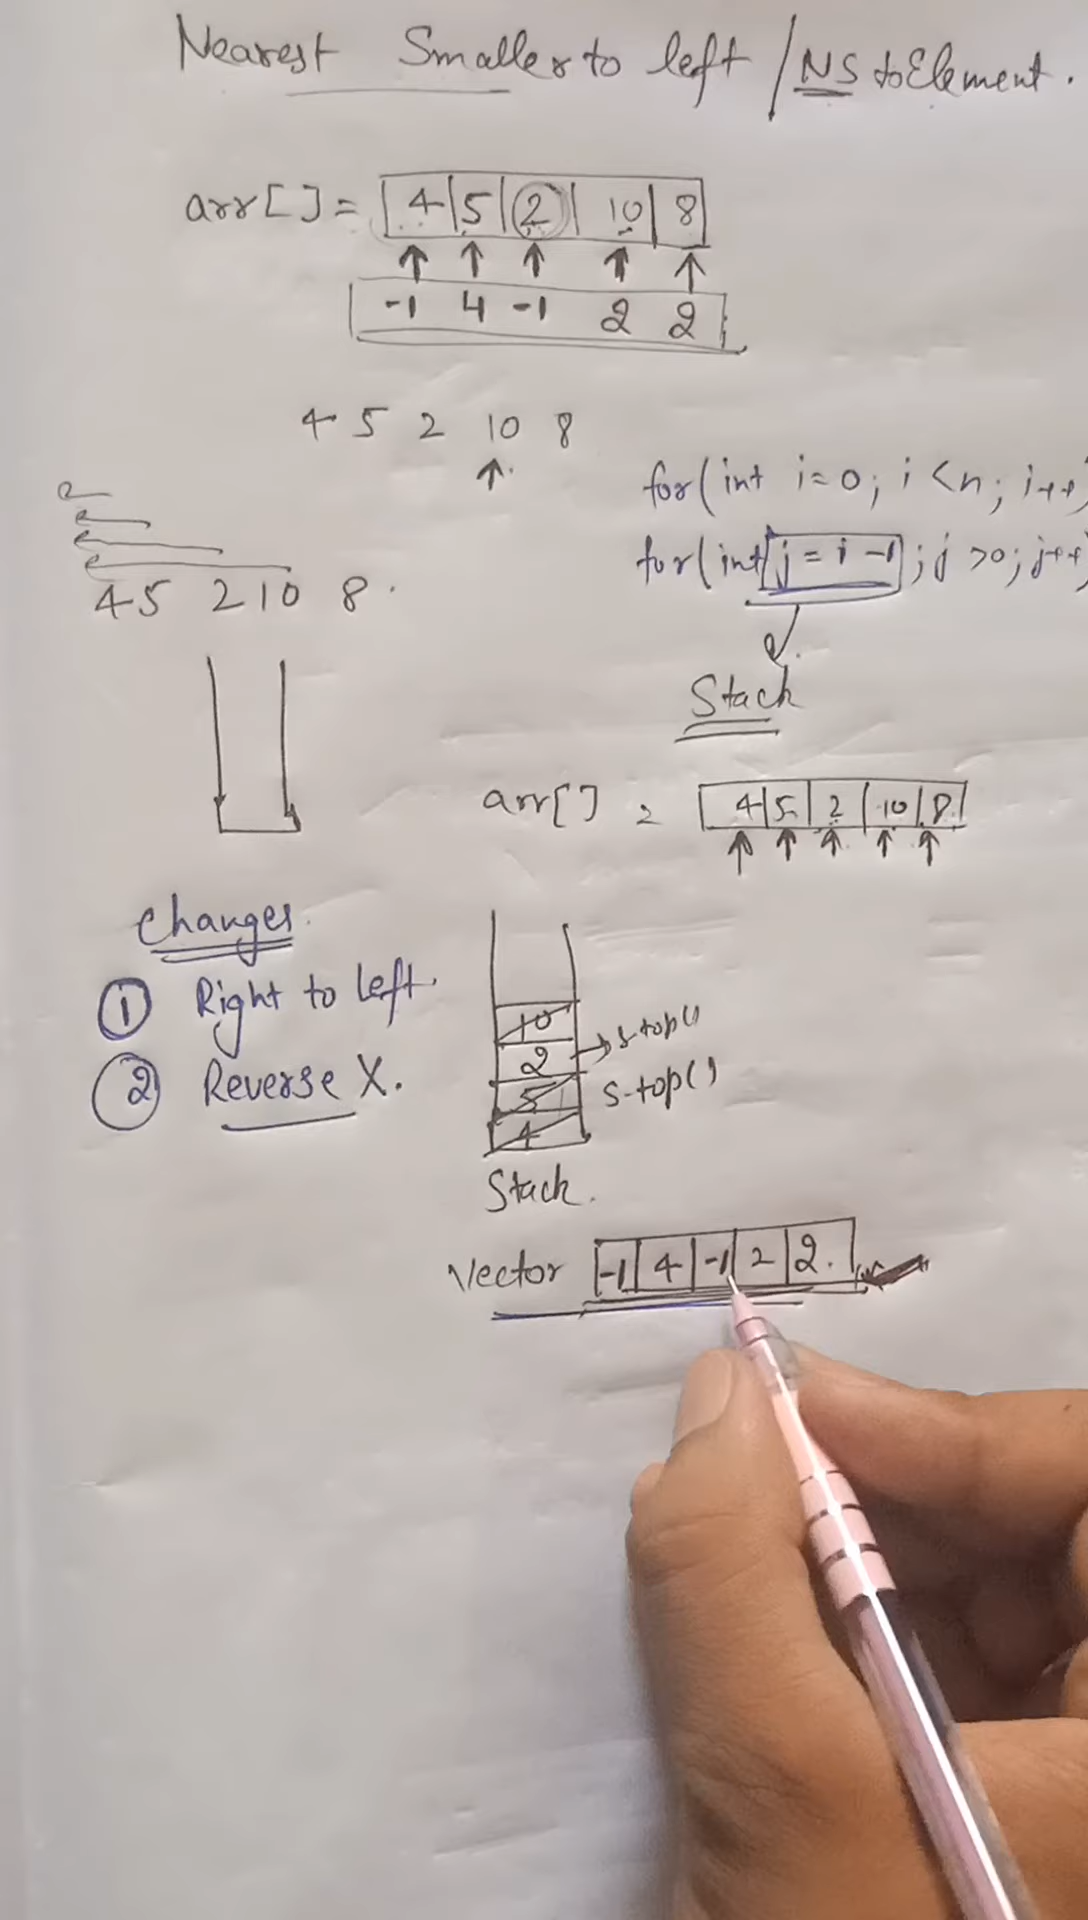 Nearest Smaller to left / NS to Element.
arr[] = 4 5 2 10 8
-1 4 -1 2 2
4 5 2 10 8
for(int i=0; i<n; i++)
for(int j=i-1; j>0; j++)
2
4 5 2 10 8.
Stack
arr[] = 4 5 2 10 8
Changes.
① Right to left.
② Reverse X.
10
2 → s.top()
5 s.top()
4
Stack.
Vector -1 4 -1 2 2.